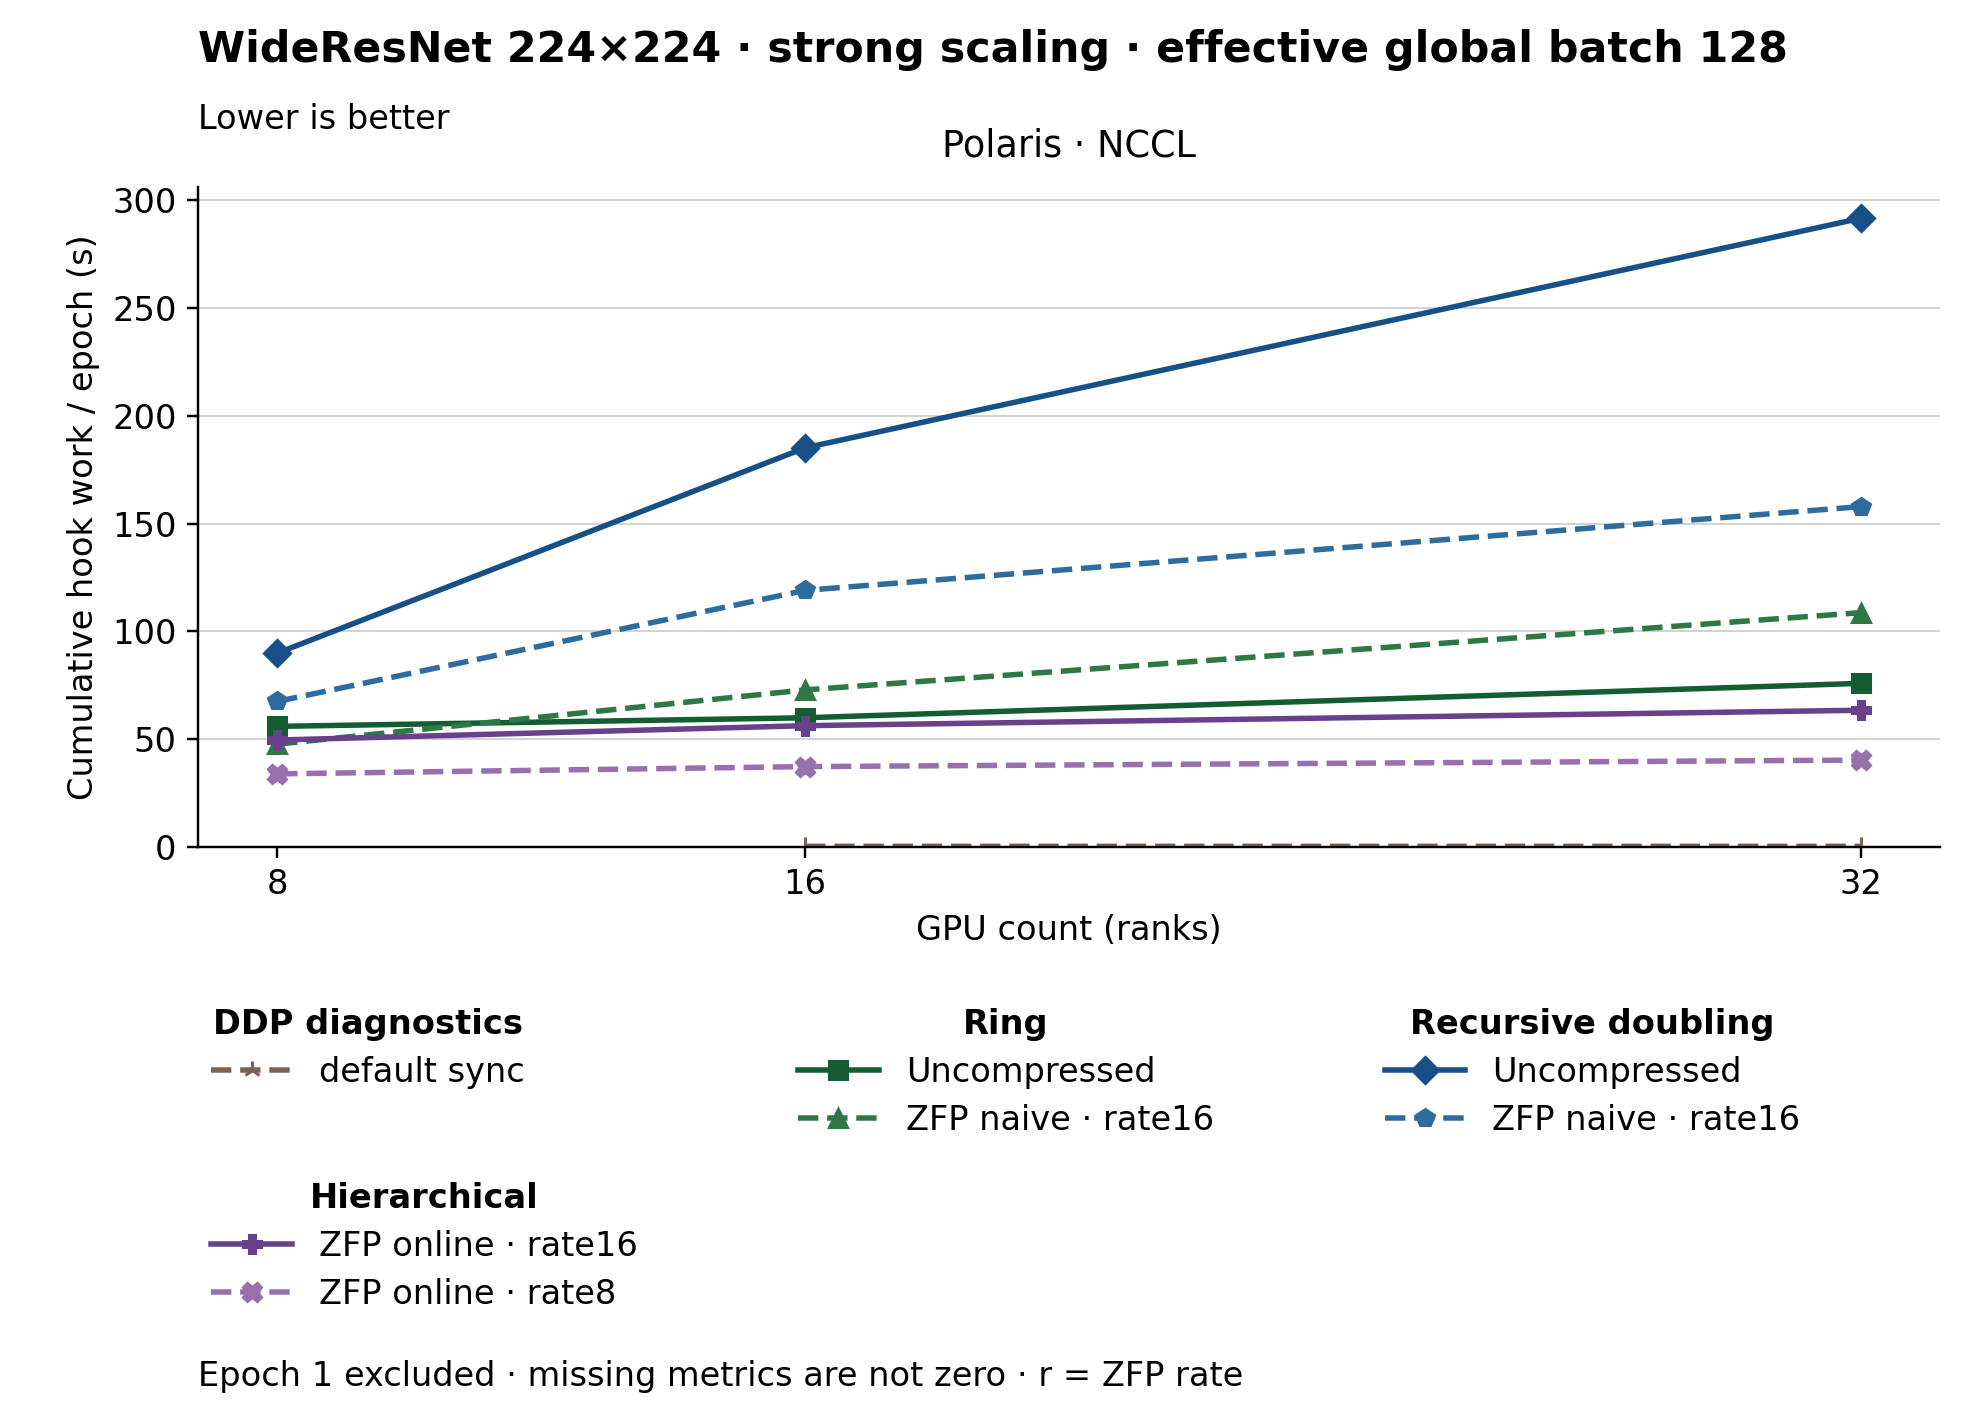 WideResNet 224×224 · strong scaling · effective global batch 128
Lower is better
Polaris · NCCL
Cumulative hook work / epoch (s)
300
250
200
150
100
50
0
8 16 32
GPU count (ranks)
DDP diagnostics Ring Recursive doubling
default sync Uncompressed Uncompressed
ZFP naive · rate16 ZFP naive · rate16
Hierarchical
ZFP online · rate16
ZFP online · rate8
Epoch 1 excluded · missing metrics are not zero · r = ZFP rate